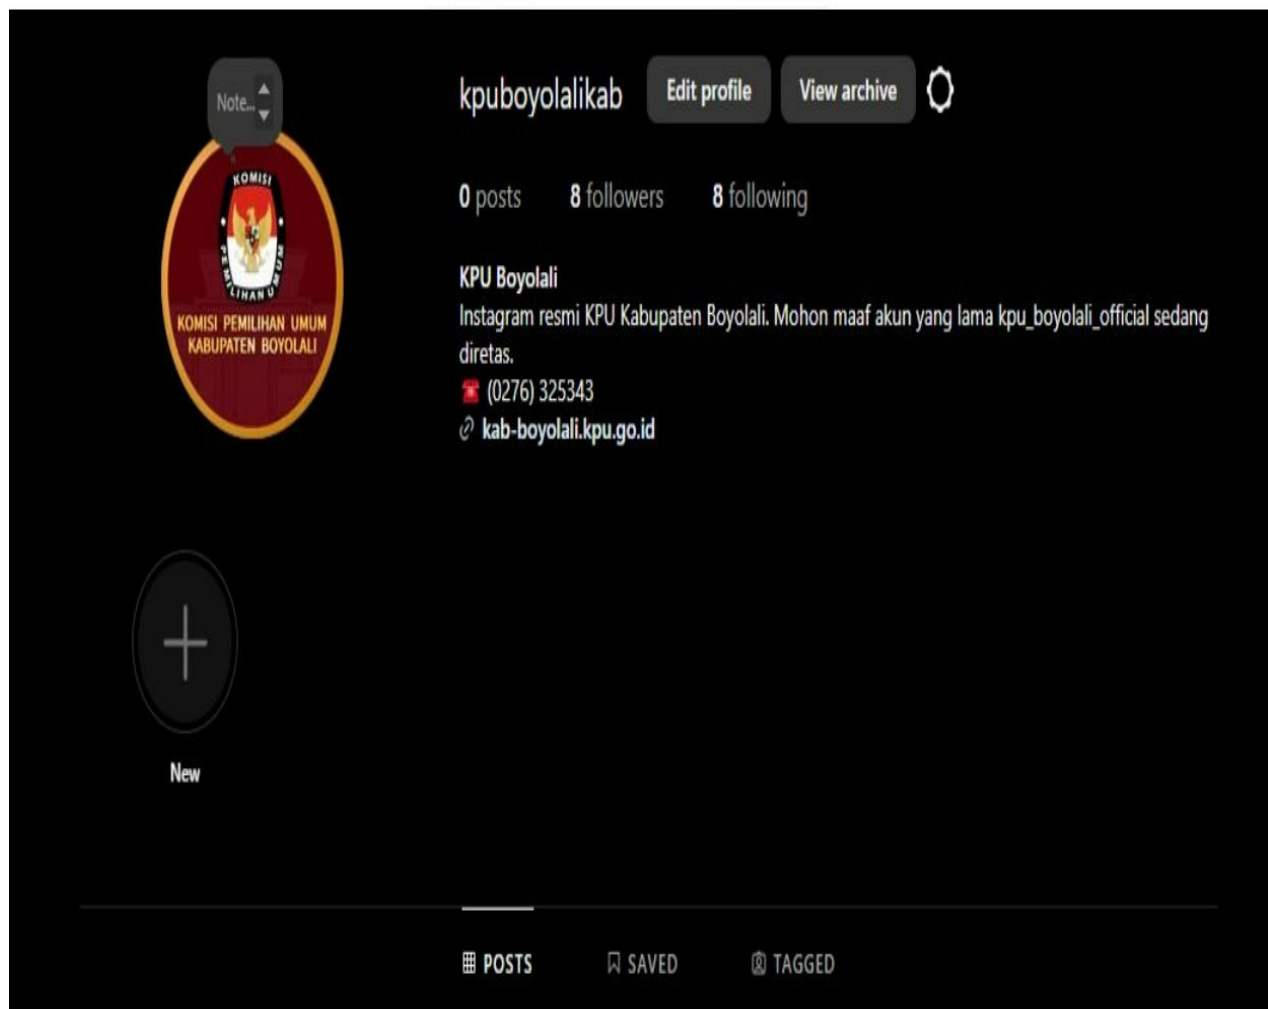 Note...
kpuboyolalikab
Edit profile
View archive
0 posts
8 followers
8 following
KOMISI
PEMILIHAN UMUM
KOMISI PEMILIHAN UMUM
KABUPATEN BOYOLALI
KPU Boyolali
Instagram resmi KPU Kabupaten Boyolali. Mohon maaf akun yang lama kpu_boyolali_official sedang
diretas.
(0276) 325343
kab-boyolali.kpu.go.id
New
POSTS
SAVED
TAGGED